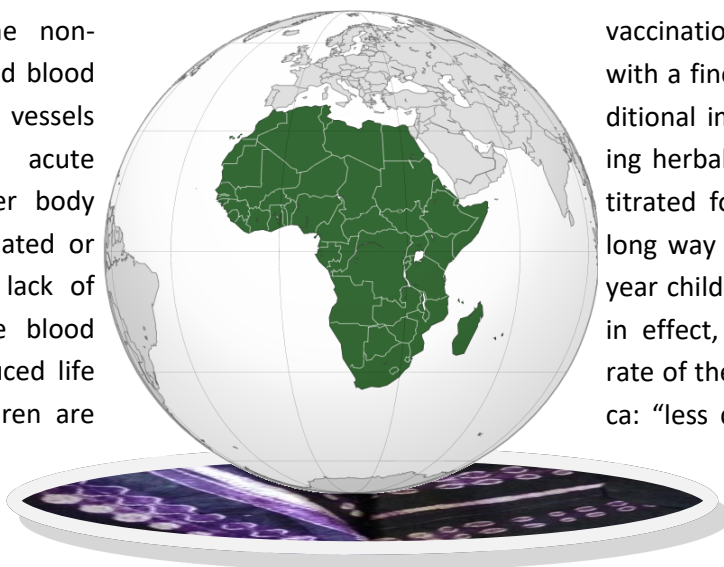 ne non-
d blood
vessels
acute
er body
ated or
lack of
e blood
uced life
ren are
vaccinatio
with a fine
ditional in
ing herbal
titrated fo
long way
year child
in effect,
rate of the
ca: “less